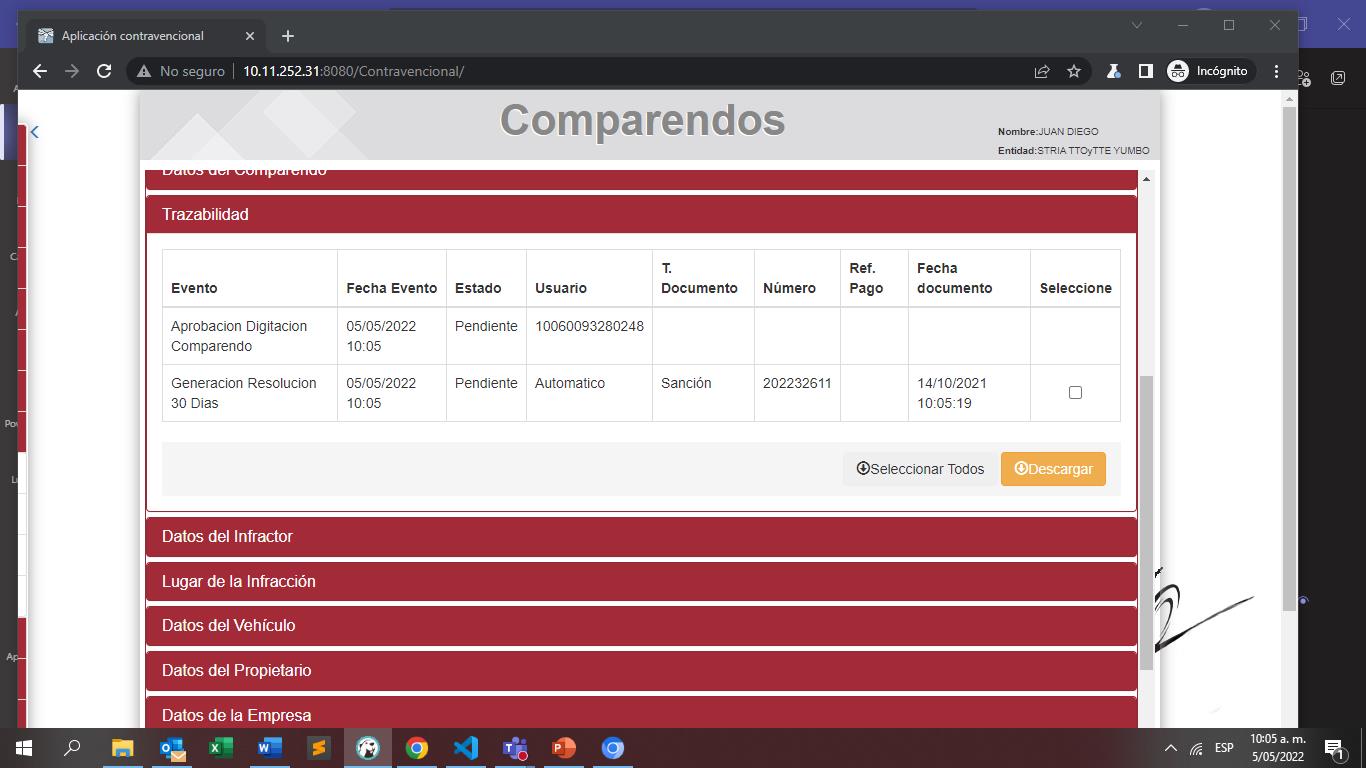 Aplicación contravencional
No seguro
10.11.252.31:8080/Contravencional/
Incógnito
Comparendos
Nombre:JUAN DIEGO
Entidad:STRIA TTOyTTE YUMBO
Datos del Comparendo
Trazabilidad
Evento Fecha Evento Estado Usuario T. Documento Número Ref. Pago Fecha documento Seleccione
Aprobacion Digitacion Comparendo 05/05/2022 10:05 Pendiente 10060093280248
Generacion Resolucion 30 Dias 05/05/2022 10:05 Pendiente Automatico Sanción 202232611 14/10/2021 10:05:19
Seleccionar Todos Descargar
Datos del Infractor
Lugar de la Infracción
Datos del Vehículo
Datos del Propietario
Datos de la Empresa
ESP
10:05 a. m.
5/05/2022
1